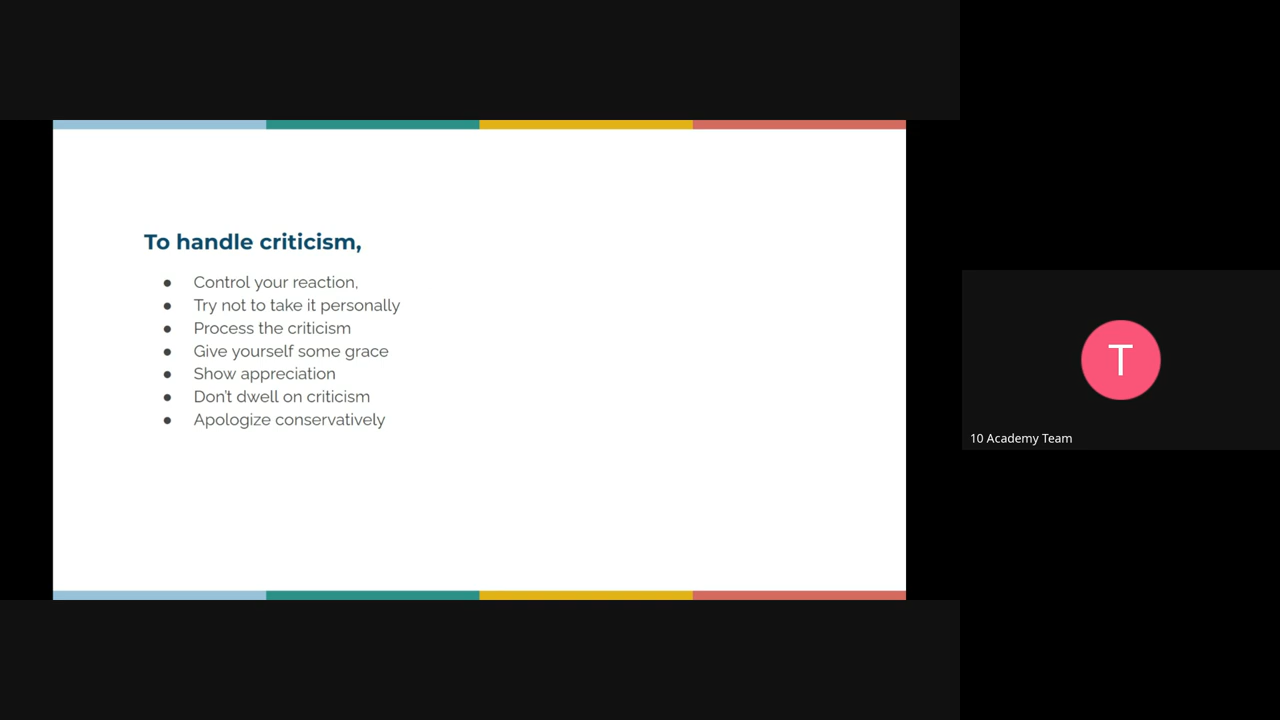 To handle criticism,
● Control your reaction,
● Try not to take it personally
● Process the criticism
● Give yourself some grace
● Show appreciation
● Don't dwell on criticism
● Apologize conservatively
T
10 Academy Team